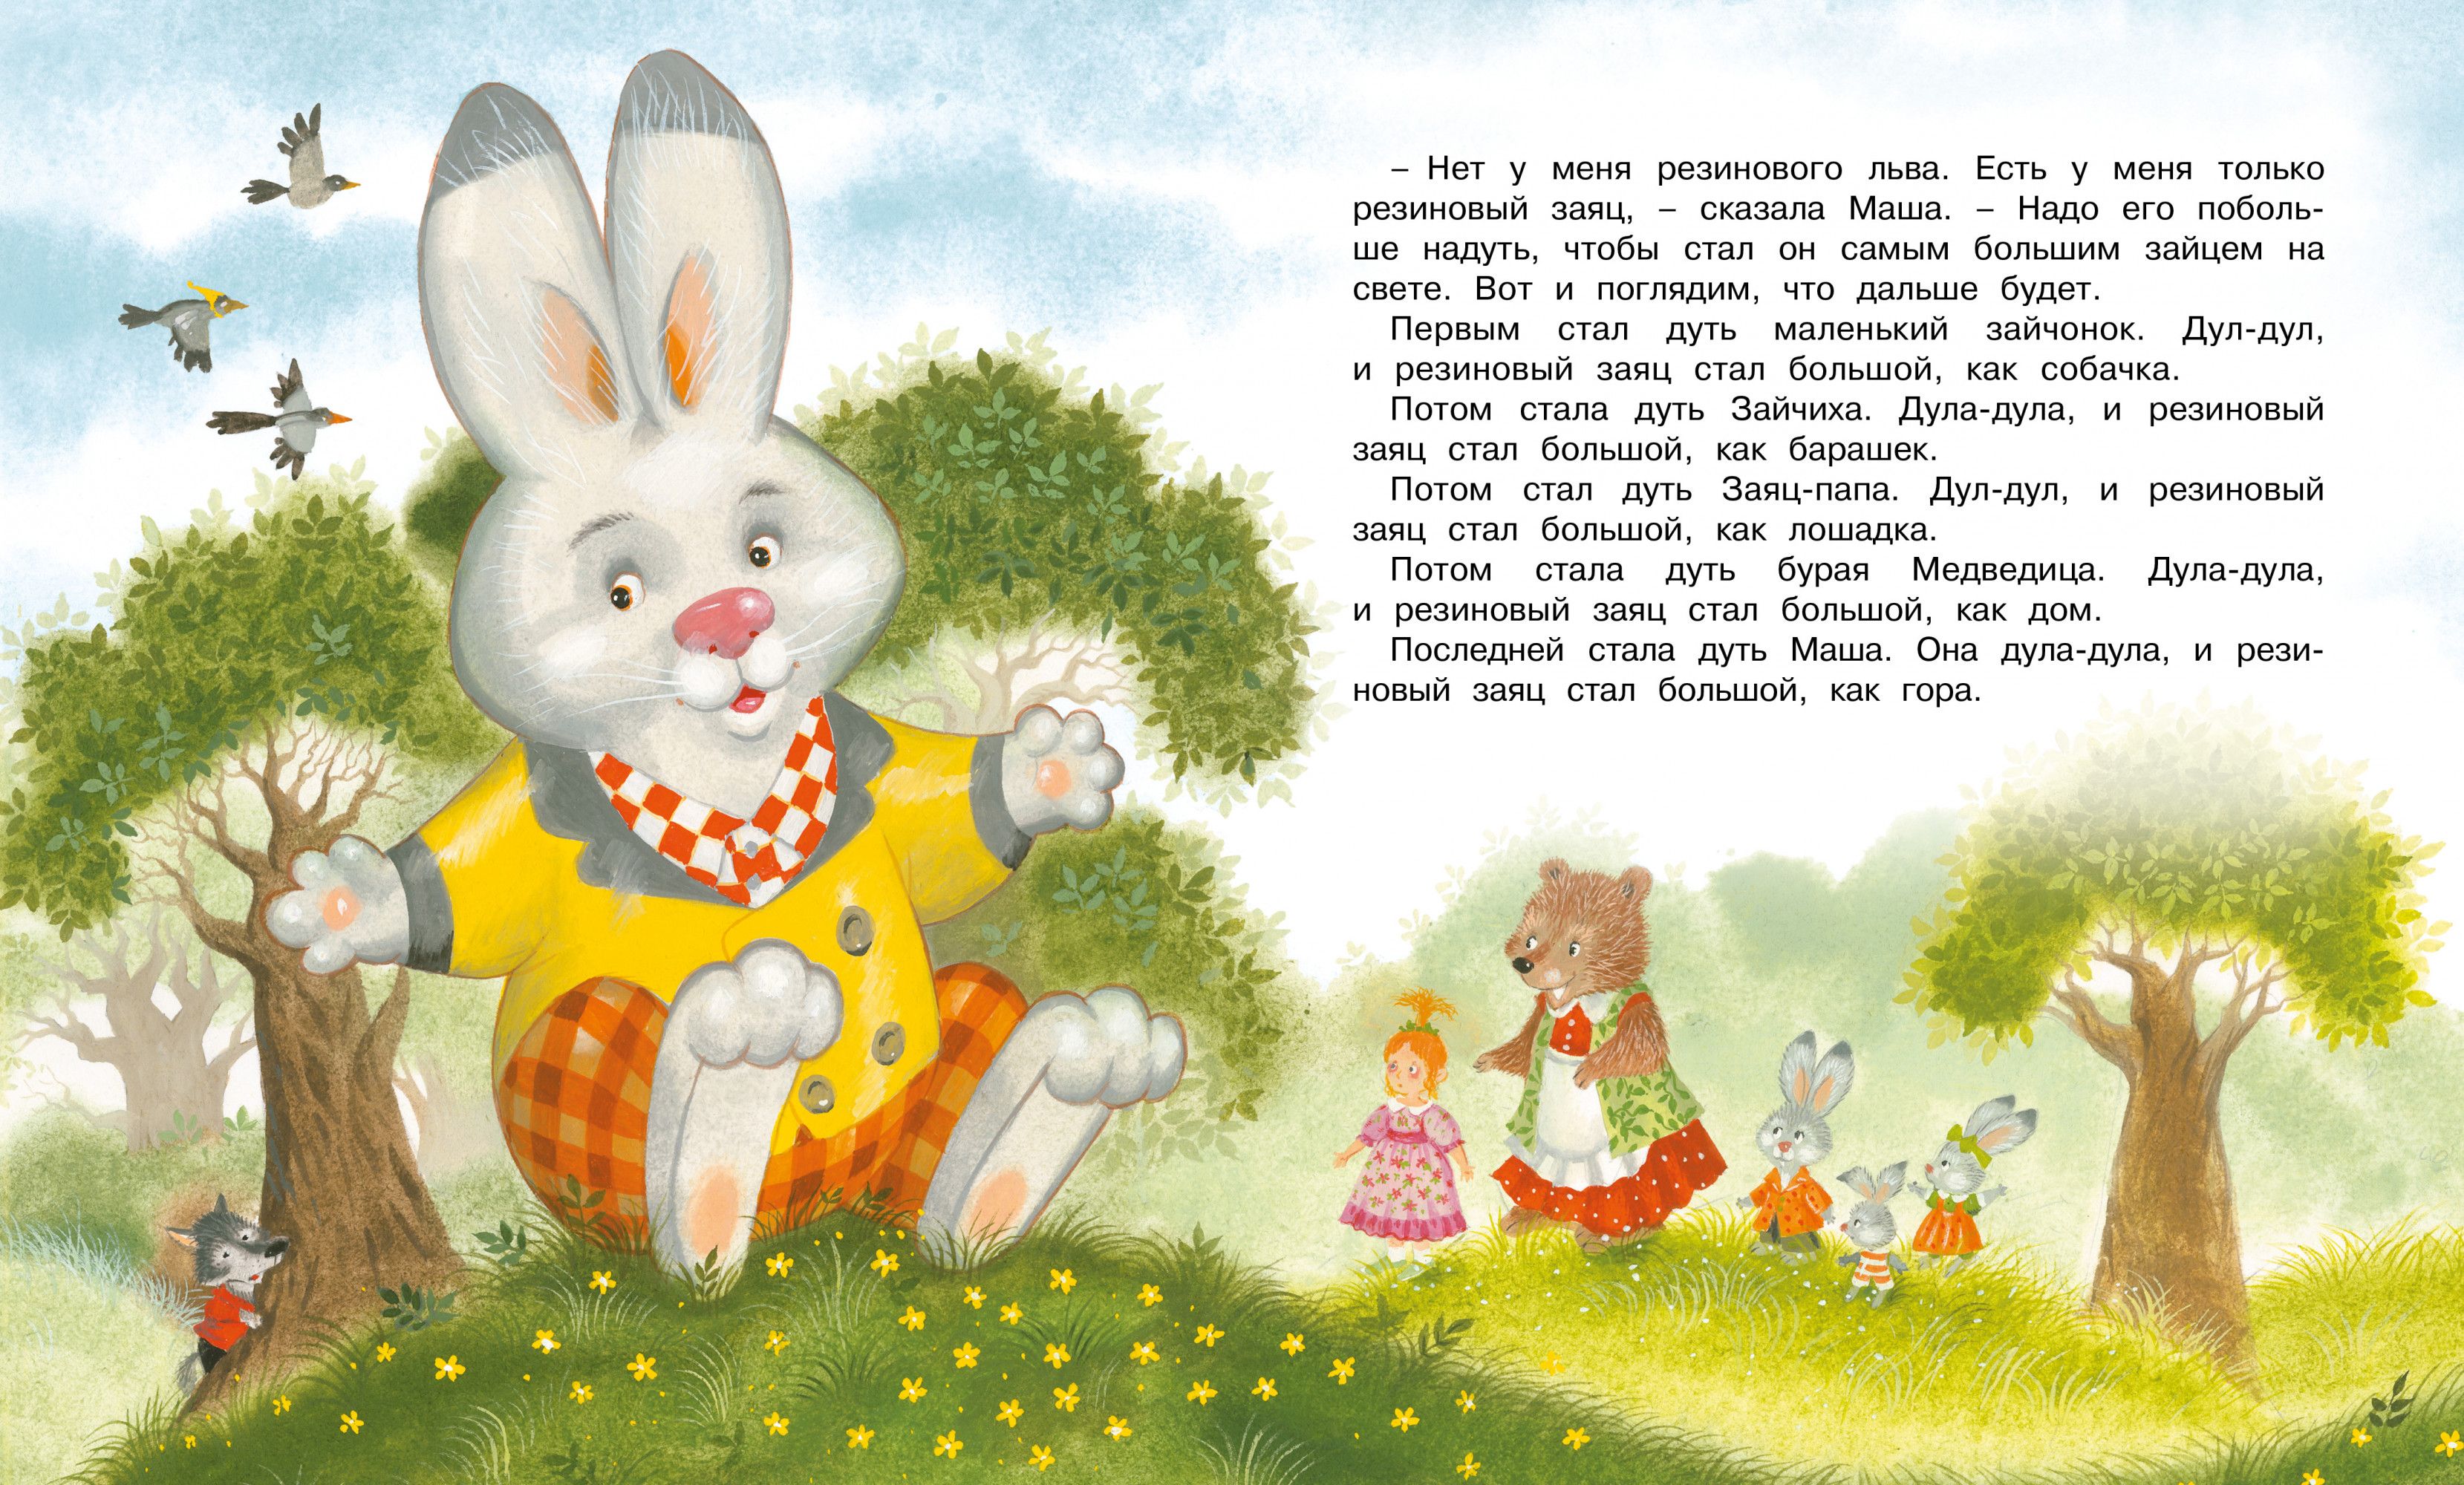 – Нет у меня резинового льва. Есть у меня только
резиновый заяц, – сказала Маша. – Надо его поболь-
ше надуть, чтобы стал он самым большим зайцем на
свете. Вот и поглядим, что дальше будет.
Первым стал дуть маленький зайчонок. Дул-дул,
и резиновый заяц стал большой, как собачка.
Потом стала дуть Зайчиха. Дула-дула, и резиновый
заяц стал большой, как барашек.
Потом стал дуть Заяц-папа. Дул-дул, и резиновый
заяц стал большой, как лошадка.
Потом стала дуть бурая Медведица. Дула-дула,
и резиновый заяц стал большой, как дом.
Последней стала дуть Маша. Она дула-дула, и рези-
новый заяц стал большой, как гора.